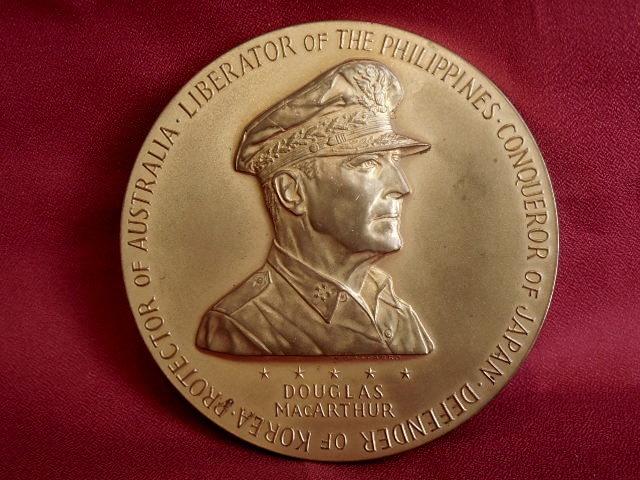 PROTECTOR OF AUSTRALIA · LIBERATOR OF THE PHILIPPINES · CONQUEROR OF JAPAN · DEFENDER OF KOREA ·
DOUGLAS
MACARTHUR